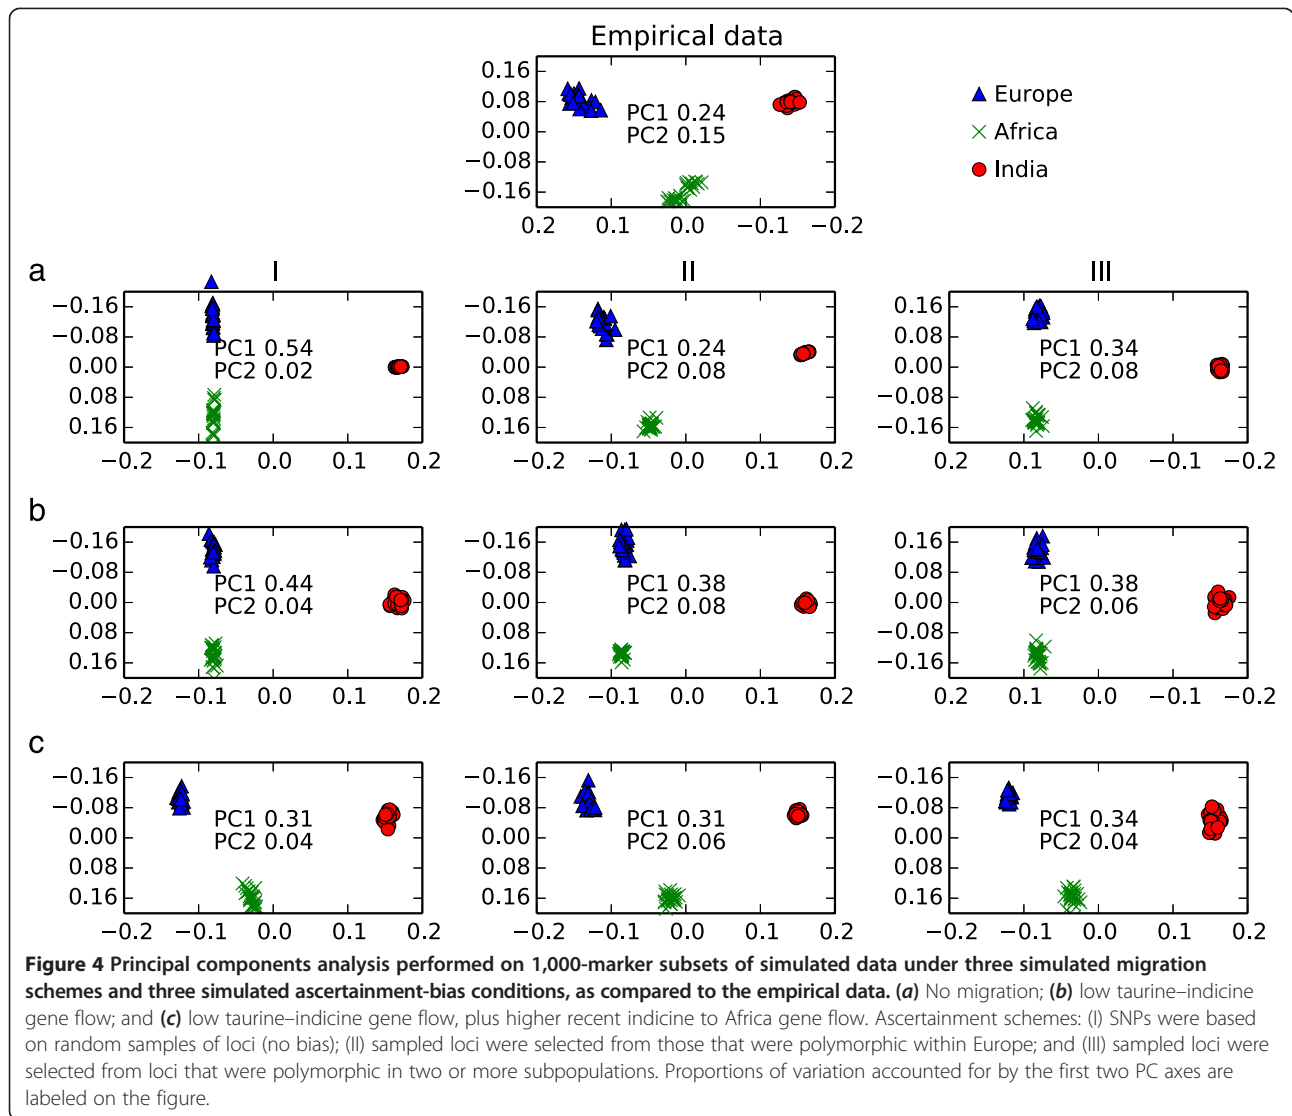 Empirical data
0.16
0.08
0.00
−0.08
−0.16
PC1 0.24
PC2 0.15
0.2 0.1 0.0 −0.1 −0.2
Europe
Africa
India
a
I II III
−0.16
−0.08
0.00
0.08
0.16
PC1 0.54
PC2 0.02
−0.2 −0.1 0.0 0.1 0.2
−0.16
−0.08
0.00
0.08
0.16
PC1 0.24
PC2 0.08
−0.2 −0.1 0.0 0.1 0.2
0.16
0.08
0.00
−0.08
−0.16
PC1 0.34
PC2 0.08
0.2 0.1 0.0 −0.1 −0.2
b
−0.16
−0.08
0.00
0.08
0.16
PC1 0.44
PC2 0.04
−0.2 −0.1 0.0 0.1 0.2
−0.16
−0.08
0.00
0.08
0.16
PC1 0.38
PC2 0.08
−0.2 −0.1 0.0 0.1 0.2
0.16
0.08
0.00
−0.08
−0.16
PC1 0.38
PC2 0.06
0.2 0.1 0.0 −0.1 −0.2
c
−0.16
−0.08
0.00
0.08
0.16
PC1 0.31
PC2 0.04
−0.2 −0.1 0.0 0.1 0.2
−0.16
−0.08
0.00
0.08
0.16
PC1 0.31
PC2 0.06
−0.2 −0.1 0.0 0.1 0.2
−0.16
−0.08
0.00
0.08
0.16
PC1 0.34
PC2 0.04
−0.2 −0.1 0.0 0.1 0.2
Figure 4 Principal components analysis performed on 1,000-marker subsets of simulated data under three simulated migration
schemes and three simulated ascertainment-bias conditions, as compared to the empirical data. (a) No migration; (b) low taurine–indicine
gene flow; and (c) low taurine–indicine gene flow, plus higher recent indicine to Africa gene flow. Ascertainment schemes: (I) SNPs were based
on random samples of loci (no bias); (II) sampled loci were selected from those that were polymorphic within Europe; and (III) sampled loci were
selected from loci that were polymorphic in two or more subpopulations. Proportions of variation accounted for by the first two PC axes are
labeled on the figure.